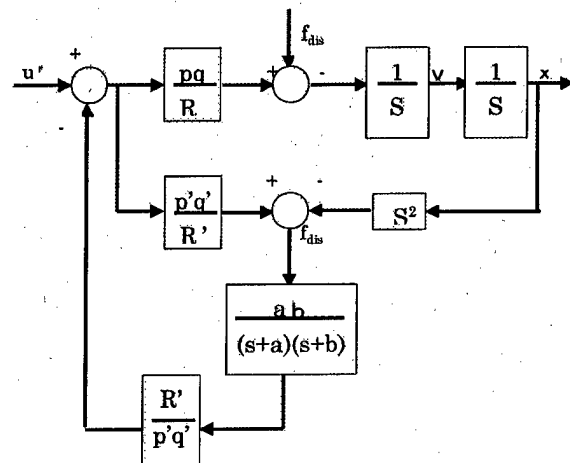 f_dis
+
u'
pq
R
+
-
1
S
v
1
S
x
-
p'q'
R'
+
-
S²
f_dis
ab
(s+a)(s+b)
R'
p'q'